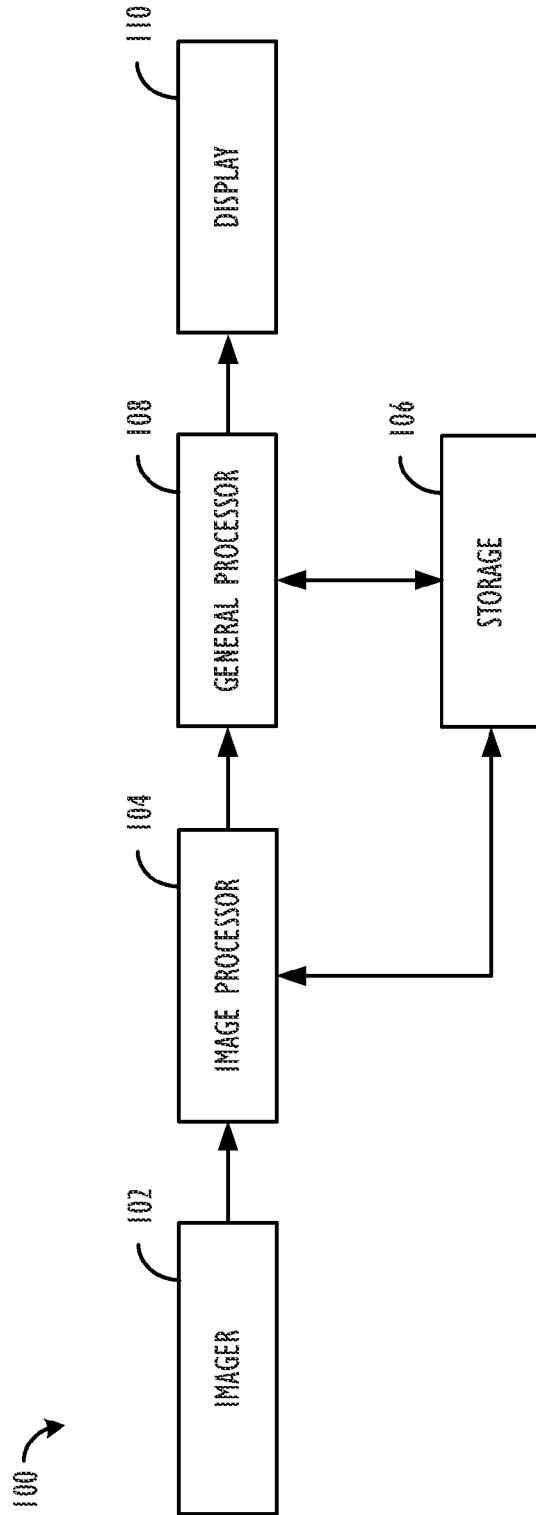 100
102
IMAGER
104
IMAGE PROCESSOR
108
GENERAL PROCESSOR
110
DISPLAY
106
STORAGE